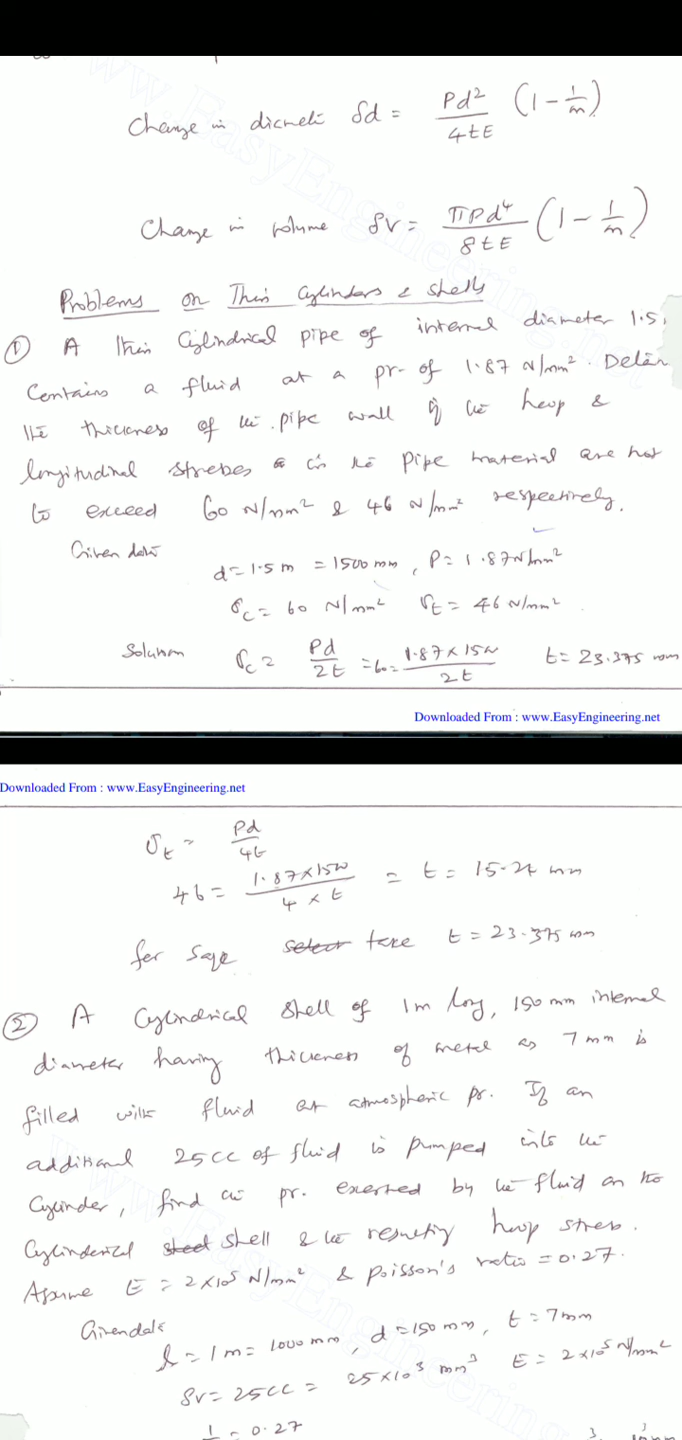 Change in diameter δd = Pd²/4tE (1 - 1/m)
Change in volume δv = πPd⁴/8tE (1 - 1/m)
Problems on Thin Cylinders & shells
① A thin Cylindrical pipe of internal diameter 1.5
Contains a fluid at a pr. of 1.87 N/mm².
the thickness of the pipe wall if the hoop &
longitudinal stresses in the pipe material are not
to exceed 60 N/mm² & 46 N/mm² respectively.
Given data
d = 1.5 m = 1500 mm, P = 1.87 N/mm²
σc = 60 N/mm² σt = 46 N/mm²
Solution σc = Pd/2t = 60 = 1.87×1500/2t t = 23.375 mm
Downloaded From : www.EasyEngineering.net
Downloaded From : www.EasyEngineering.net
σt = Pd/4t
46 = 1.87×1500/4×t = t = 15.24 mm
for safe take t = 23.375 mm
② A Cylindrical shell of 1m long, 150 mm internal
diameter having thickness of metal as 7 mm is
filled with fluid at atmospheric pr. If an
additional 25 cc of fluid is pumped into the
Cylinder, find the pr. exerted by the fluid on the
Cylinderical shell & the resulting hoop stress.
Assume E = 2×10⁵ N/mm² & poisson's ratio = 0.27.
Given data
l = 1 m = 1000 mm, d = 150 mm, t = 7 mm
δv = 25 CC = 25×10³ mm³ E = 2×10⁵ N/mm²
= 0.27